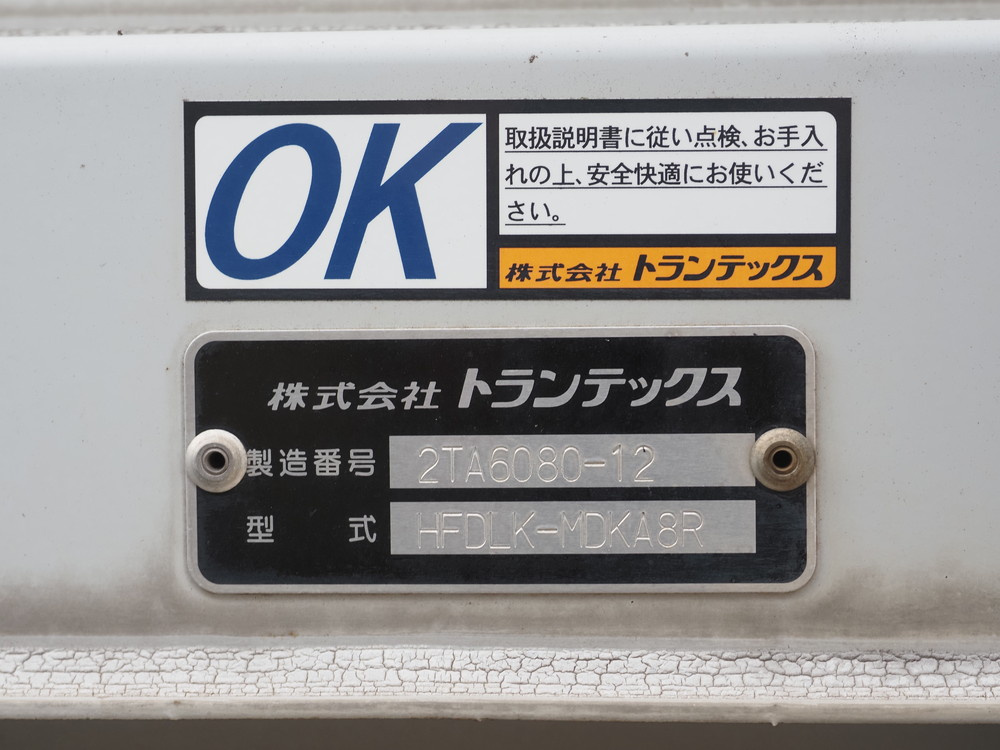 OK
取扱説明書に従い点検、お手入
れの上、安全快適にお使いくだ
さい。
株式会社 トランテックス
株式会社 トランテックス
製造番号 2TA6080-12
型式 HFDLK-MDKA8R